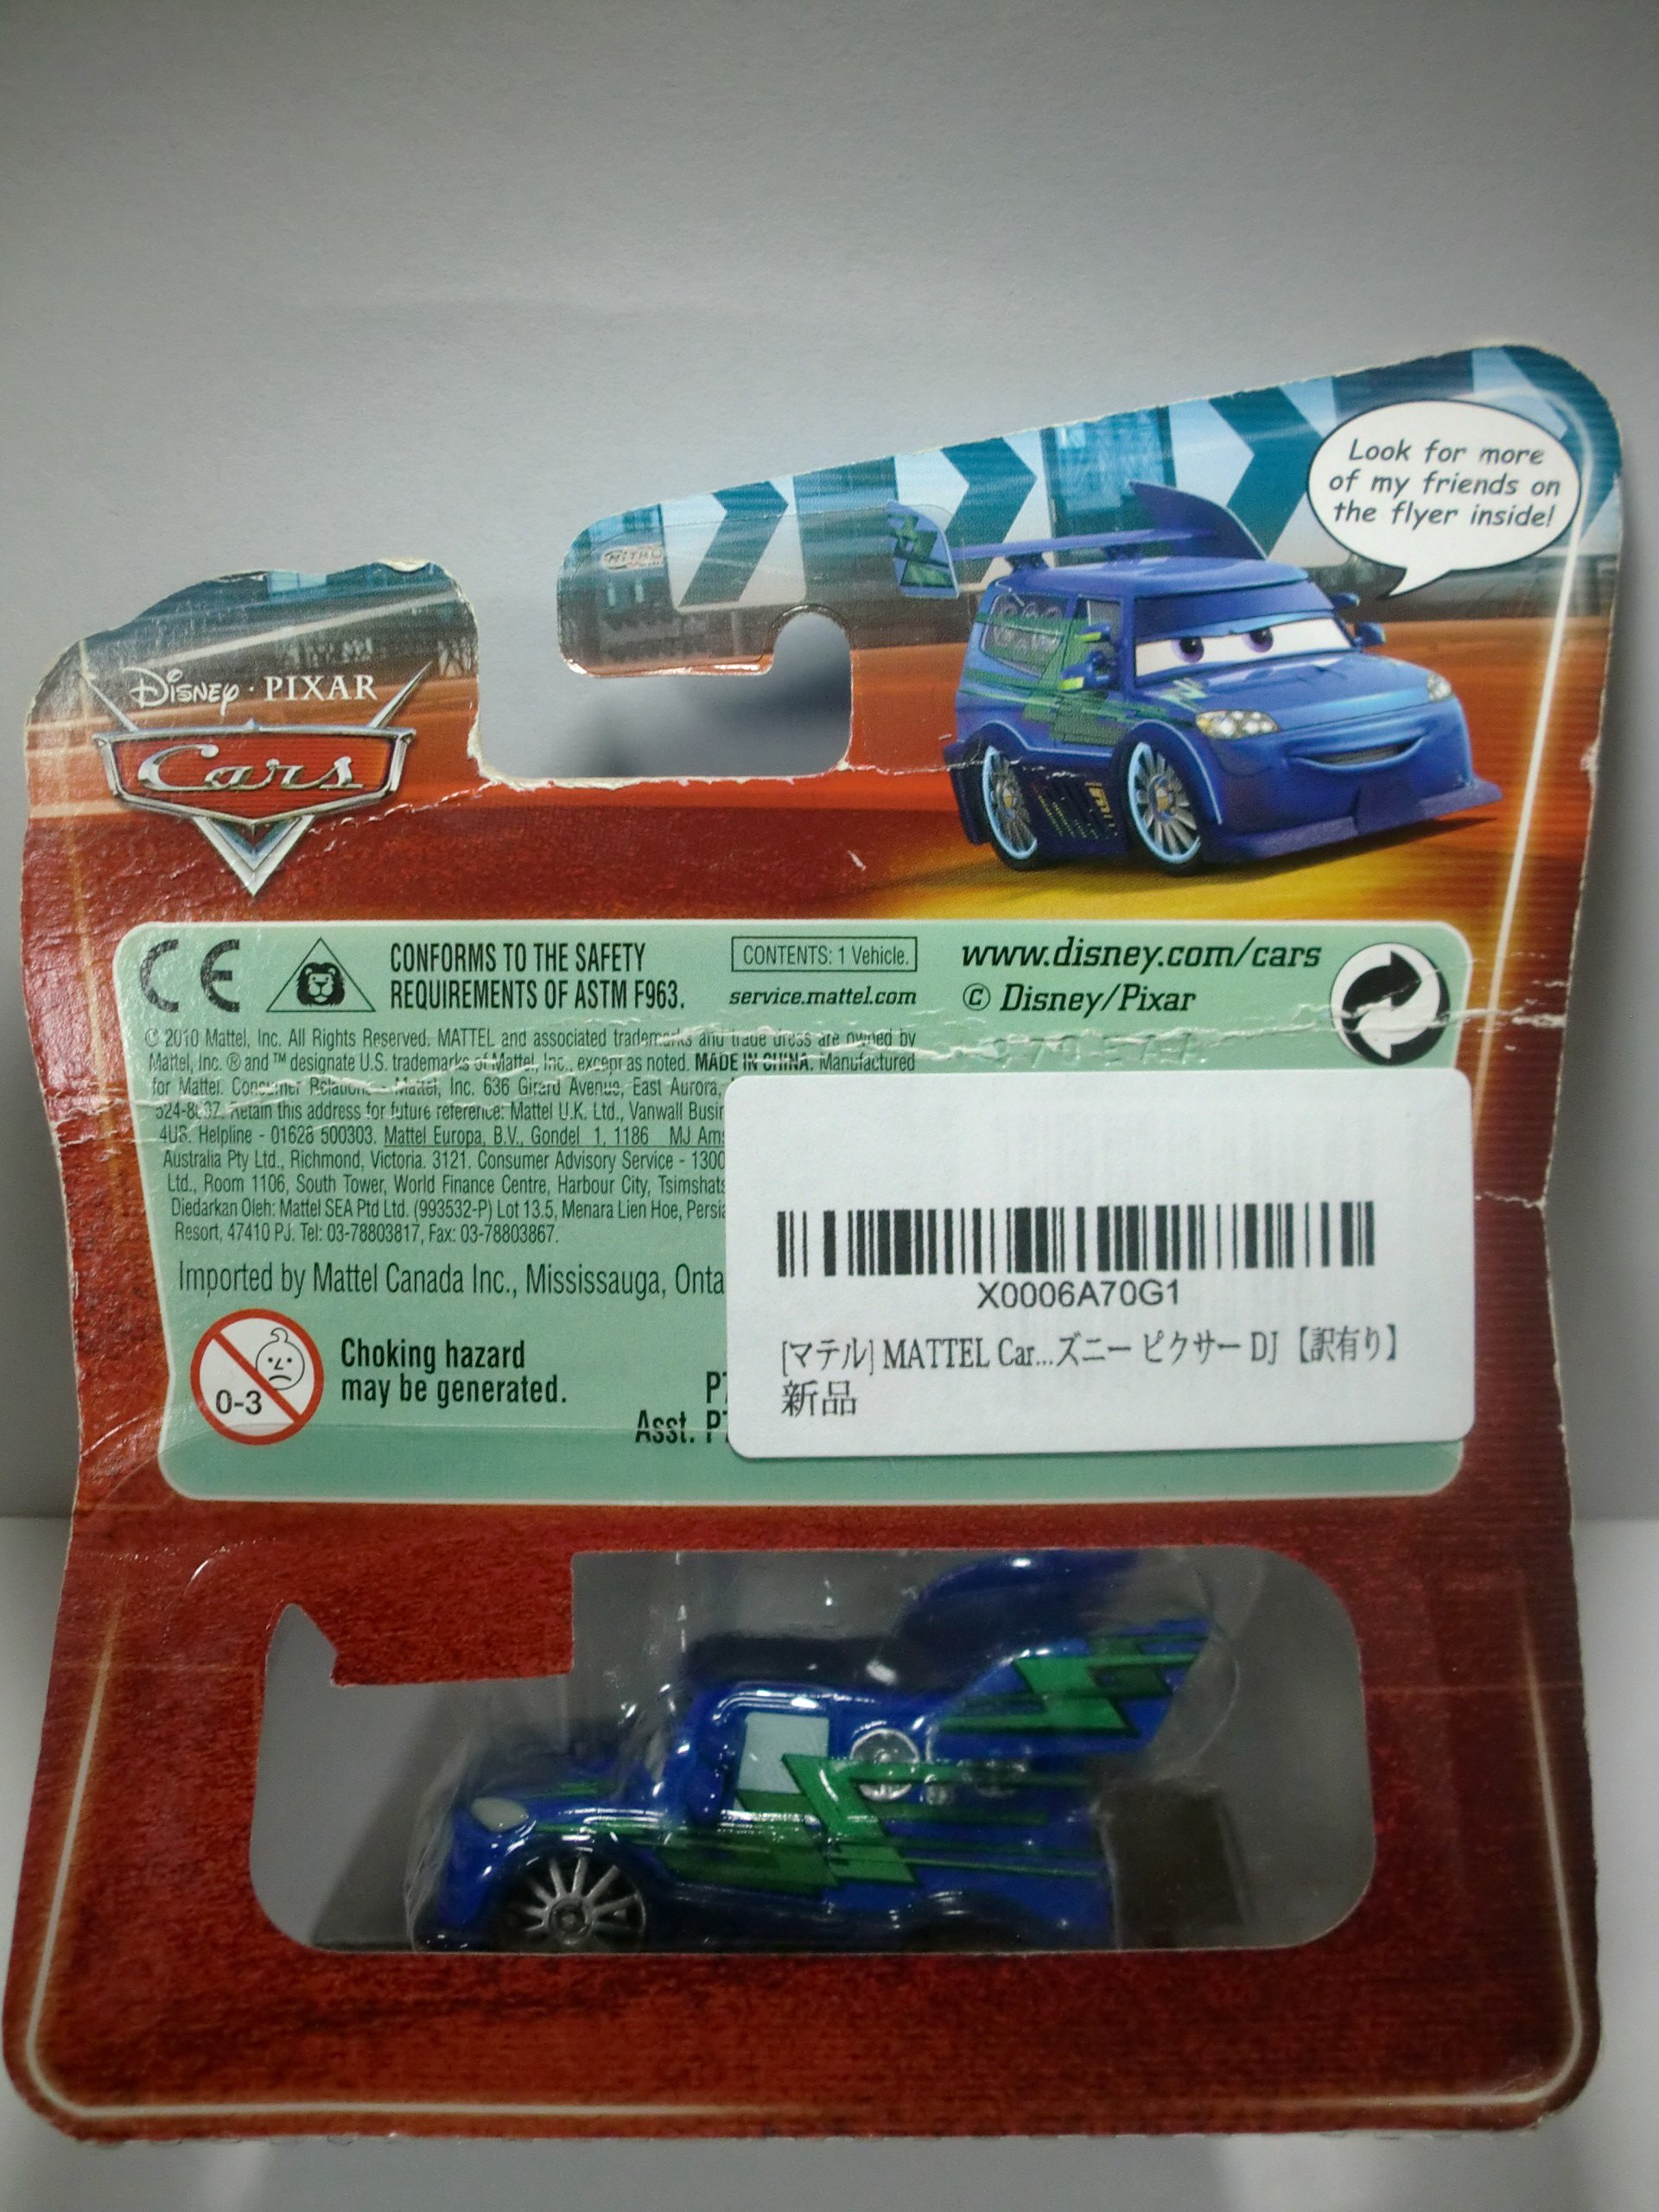 Look for more
of my friends on
the flyer inside!
NITRO
DISNEY · PIXAR
Cars
CE
CONFORMS TO THE SAFETY
REQUIREMENTS OF ASTM F963.
CONTENTS: 1 Vehicle.
service.mattel.com
www.disney.com/cars
© Disney/Pixar
© 2010 Mattel, Inc. All Rights Reserved. MATTEL and associated trademarks and trade dress are owned by
Mattel, Inc. ® and ™ designate U.S. trademarks of Mattel, Inc., except as noted. MADE IN CHINA. Manufactured
for Mattel. Consumer Relations - Mattel, Inc. 636 Girard Avenue, East Aurora,
524-8697. Retain this address for future reference: Mattel U.K. Ltd., Vanwall Busi
4UB. Helpline - 01628 500303. Mattel Europa, B.V., Gondel 1, 1186 MJ Ams
Australia Pty Ltd., Richmond, Victoria. 3121. Consumer Advisory Service - 1300
Ltd., Room 1106, South Tower, World Finance Centre, Harbour City, Tsimshats
Diedarkan Oleh: Mattel SEA Ptd Ltd. (993532-P) Lot 13.5, Menara Lien Hoe, Persia
Resort, 47410 PJ. Tel: 03-78803817, Fax: 03-78803867.
Imported by Mattel Canada Inc., Mississauga, Onta
0-3
Choking hazard
may be generated.
P7
Asst. P7
X0006A70G1
[マテル] MATTEL Car...ズニー ピクサー DJ【訳有り】
新品